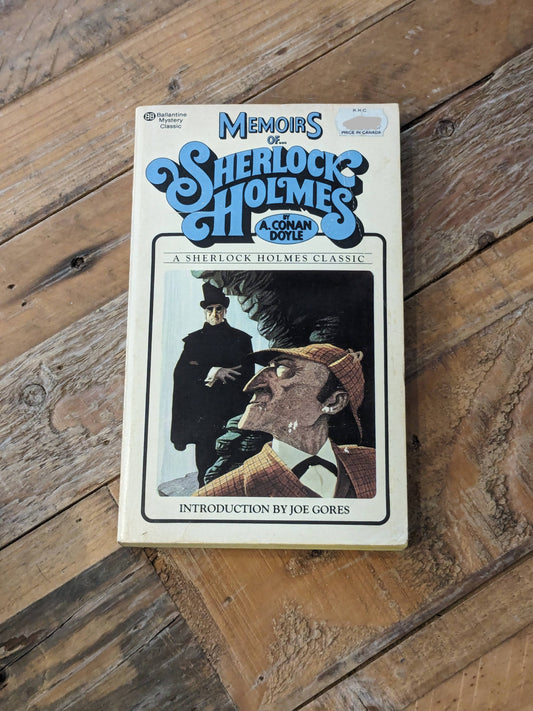 BB Ballantine
Mystery
Classic
R.H.C.
PRICE IN CANADA
MEMOIRS
OF...
SHERLOCK
HOLMES
BY
A. CONAN
DOYLE
A SHERLOCK HOLMES CLASSIC
INTRODUCTION BY JOE GORES